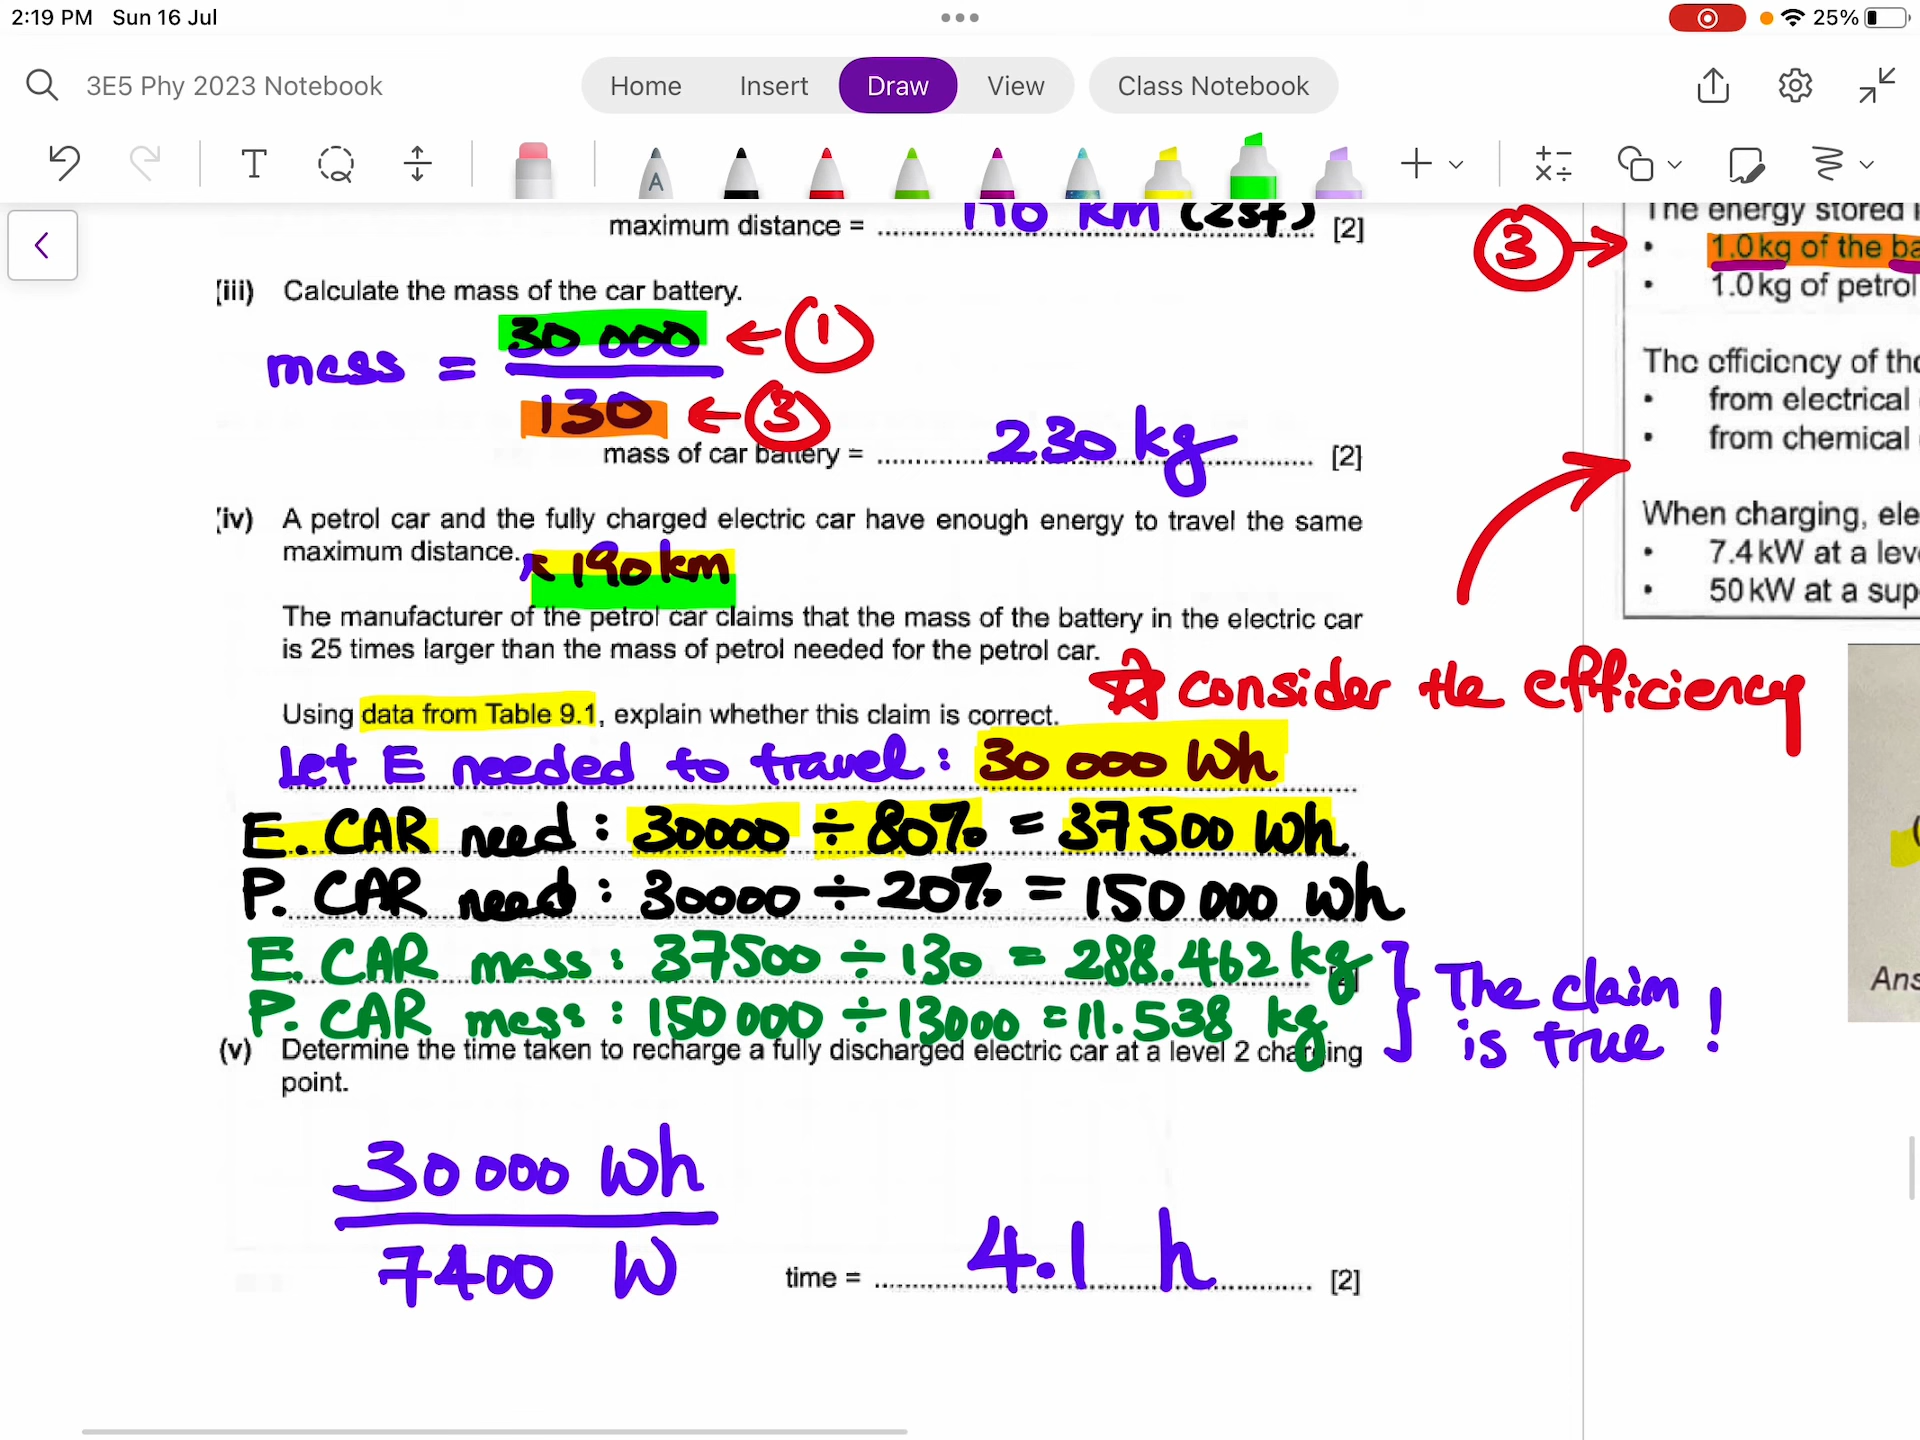 2:19 PM Sun 16 Jul
25%
3E5 Phy 2023 Notebook
Home Insert Draw View Class Notebook
T
A
maximum distance = 190 km (2sf) [2]
(iii) Calculate the mass of the car battery.
mass = 30 000 ← 1
130 ← 3
mass of car battery = 230 kg [2]
(iv) A petrol car and the fully charged electric car have enough energy to travel the same
maximum distance.
190 km
The manufacturer of the petrol car claims that the mass of the battery in the electric car
is 25 times larger than the mass of petrol needed for the petrol car.
☆ consider the efficiency
Using data from Table 9.1, explain whether this claim is correct.
Let E needed to travel: 30 000 Wh
E. CAR need : 30000 ÷ 80% = 37500 Wh
P. CAR need : 30000 ÷ 20% = 150 000 Wh
E. CAR mass : 37500 ÷ 130 = 288.462 kg
P. CAR mass : 150 000 ÷ 13000 = 11.538 kg
} The claim
is true !
(v) Determine the time taken to recharge a fully discharged electric car at a level 2 charging
point.
30 000 Wh
7400 W
time = 4.1 h [2]
The energy stored
3 →
• 1.0 kg of the
• 1.0 kg of petrol
The efficiency of
• from electrical
• from chemical
When charging,
• 7.4 kW at a
• 50 kW at a